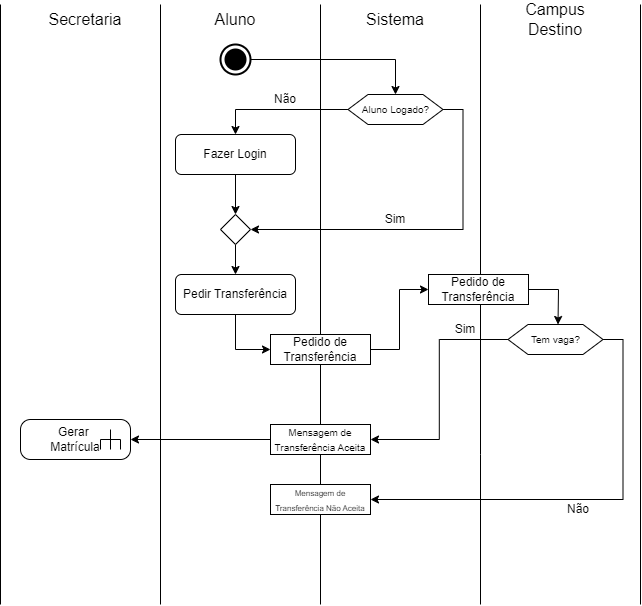 Secretaria
Aluno
Sistema
Campus
Destino
Aluno Logado?
Não
Fazer Login
Sim
Pedir Transferência
Pedido de
Transferência
Pedido de
Transferência
Sim
Tem vaga?
Gerar
Matrícula
Mensagem de
Transferência Aceita
Mensagem de
Transferência Não Aceita
Não